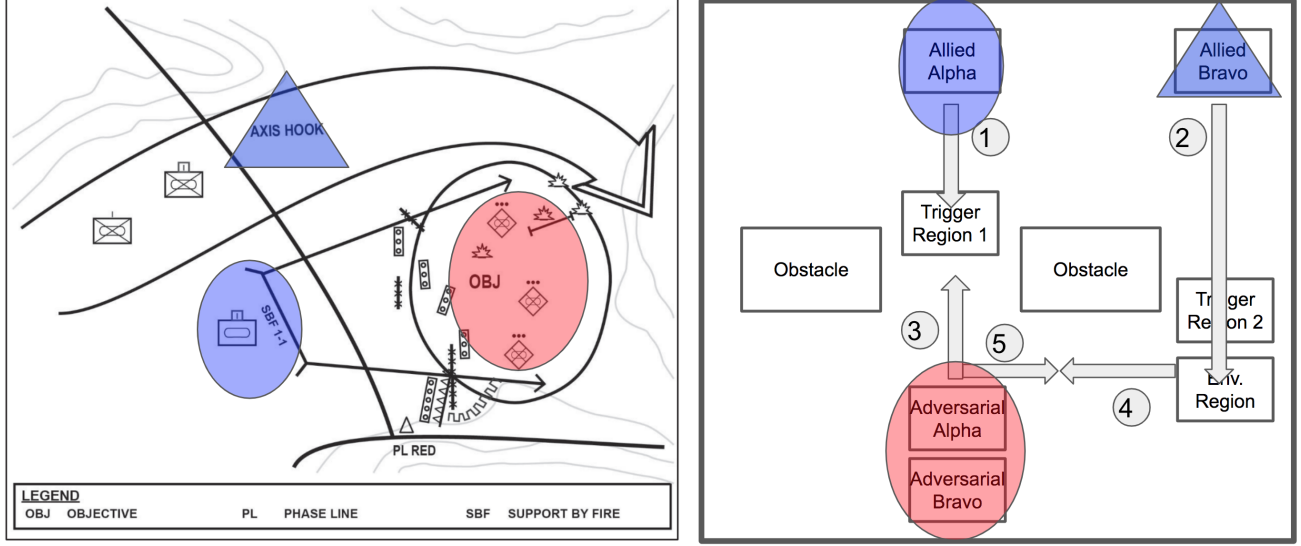 AXIS HOOK
OBJ
SBF 1-1
PL RED
LEGEND
OBJ OBJECTIVE PL PHASE LINE SBF SUPPORT BY FIRE
Allied
Alpha
Allied
Bravo
1
2
Trigger
Region 1
Obstacle
Obstacle
Trigger
Region 2
3
5
4
Env.
Region
Adversarial
Alpha
Adversarial
Bravo